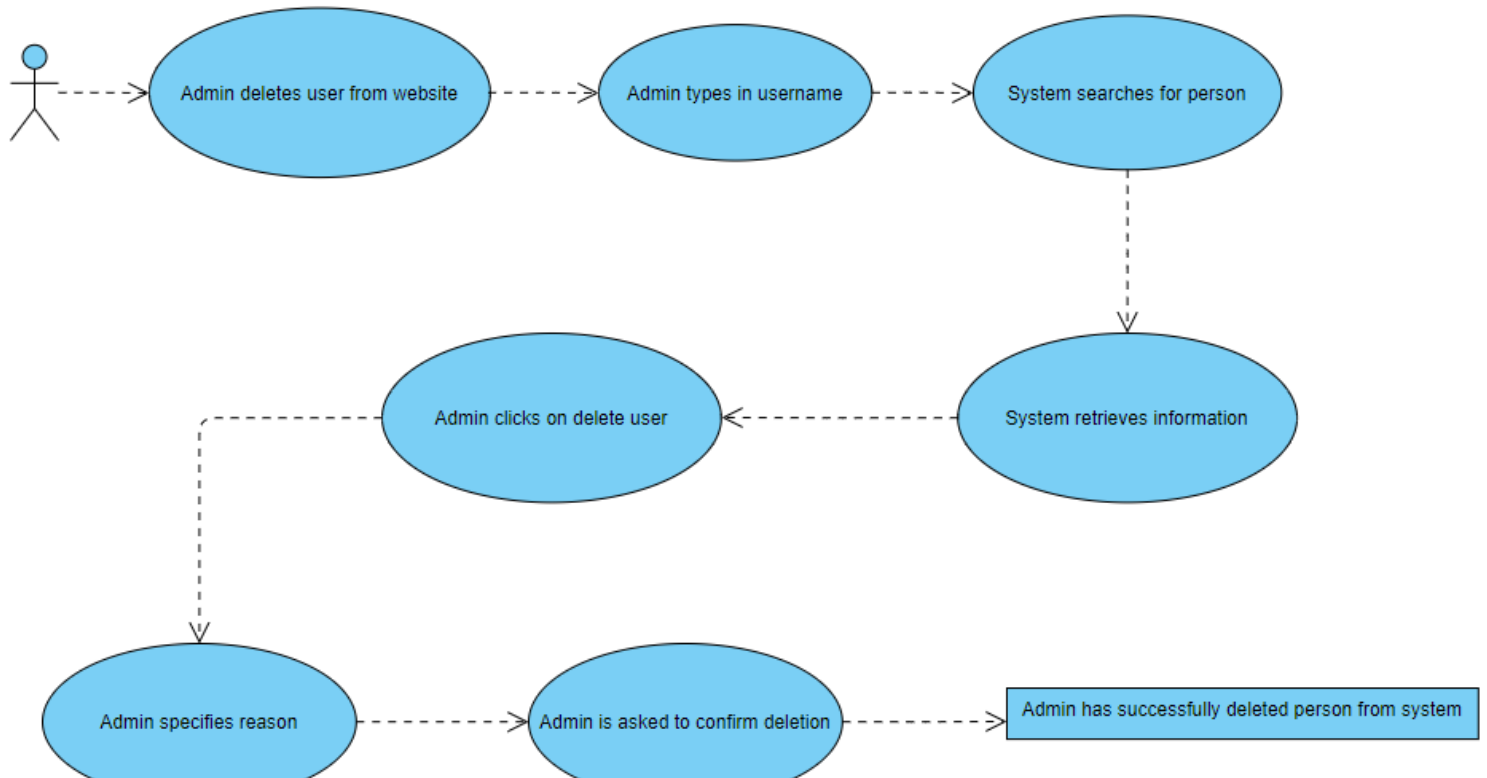 Admin deletes user from website
Admin types in username
System searches for person
Admin clicks on delete user
System retrieves information
Admin specifies reason
Admin is asked to confirm deletion
Admin has successfully deleted person from system